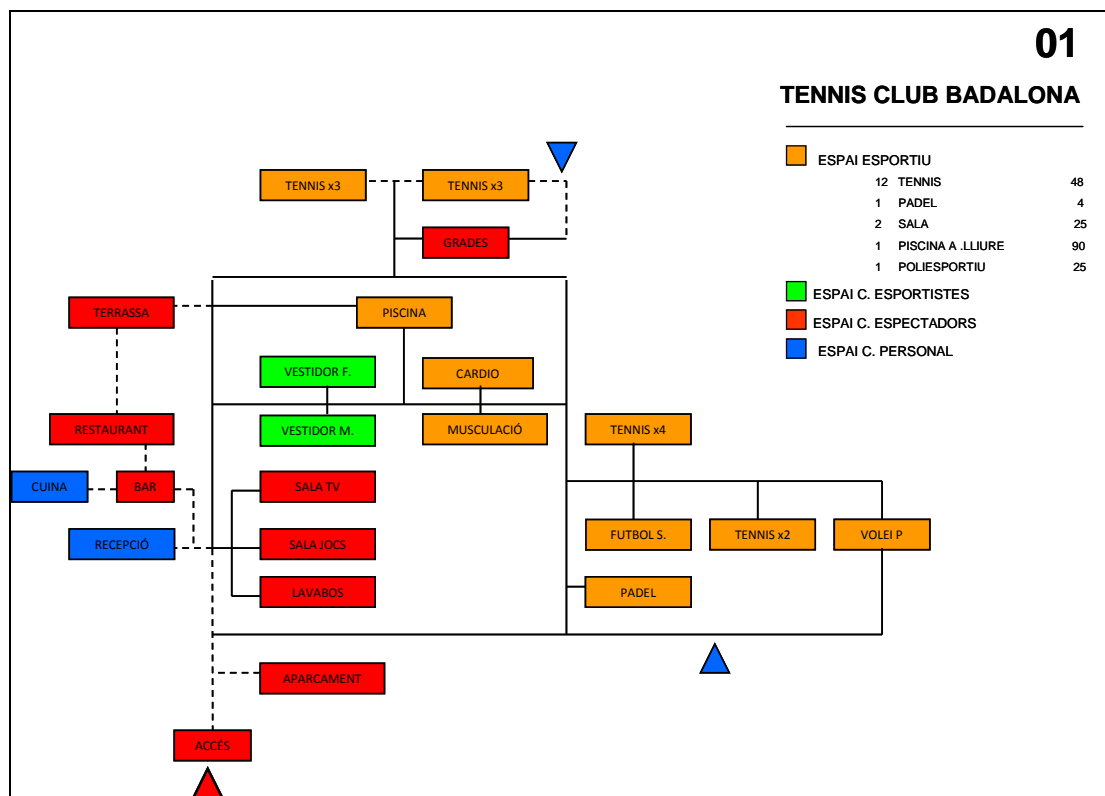 01
TENNIS CLUB BADALONA
ESPAI ESPORTIU
12 TENNIS 48
1 PADEL 4
2 SALA 25
1 PISCINA A .LLIURE 90
1 POLIESPORTIU 25
ESPAI C. ESPORTISTES
ESPAI C. ESPECTADORS
ESPAI C. PERSONAL
TENNIS x3
TENNIS x3
GRADES
TERRASSA
PISCINA
VESTIDOR F.
CARDIO
RESTAURANT
VESTIDOR M.
MUSCULACIÓ
TENNIS x4
CUINA
BAR
SALA TV
RECEPCIÓ
SALA JOCS
FUTBOL S.
TENNIS x2
VOLEI P
LAVABOS
PADEL
APARCAMENT
ACCÉS